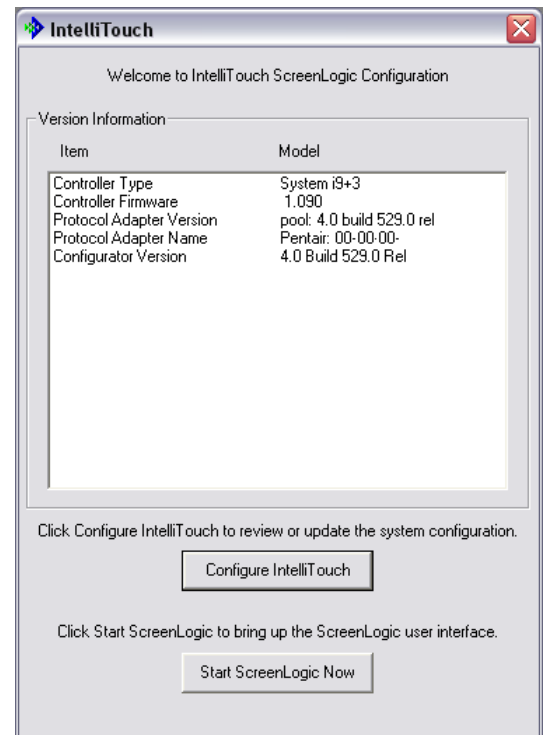 IntelliTouch
Welcome to IntelliTouch ScreenLogic Configuration
Version Information
Item Model
Controller Type System i9+3
Controller Firmware 1.090
Protocol Adapter Version pool: 4.0 build 529.0 rel
Protocol Adapter Name Pentair: 00-00-00-
Configurator Version 4.0 Build 529.0 Rel
Click Configure IntelliTouch to review or update the system configuration.
Configure IntelliTouch
Click Start ScreenLogic to bring up the ScreenLogic user interface.
Start ScreenLogic Now